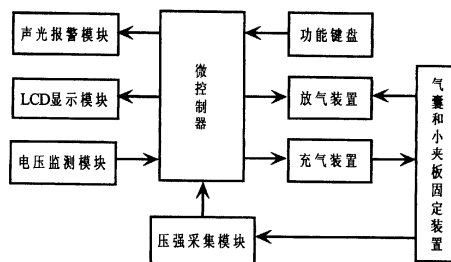 声光报警模块
微控制器
功能键盘
LCD显示模块
放气装置
气囊和小夹板固定装置
电压监测模块
充气装置
压强采集模块